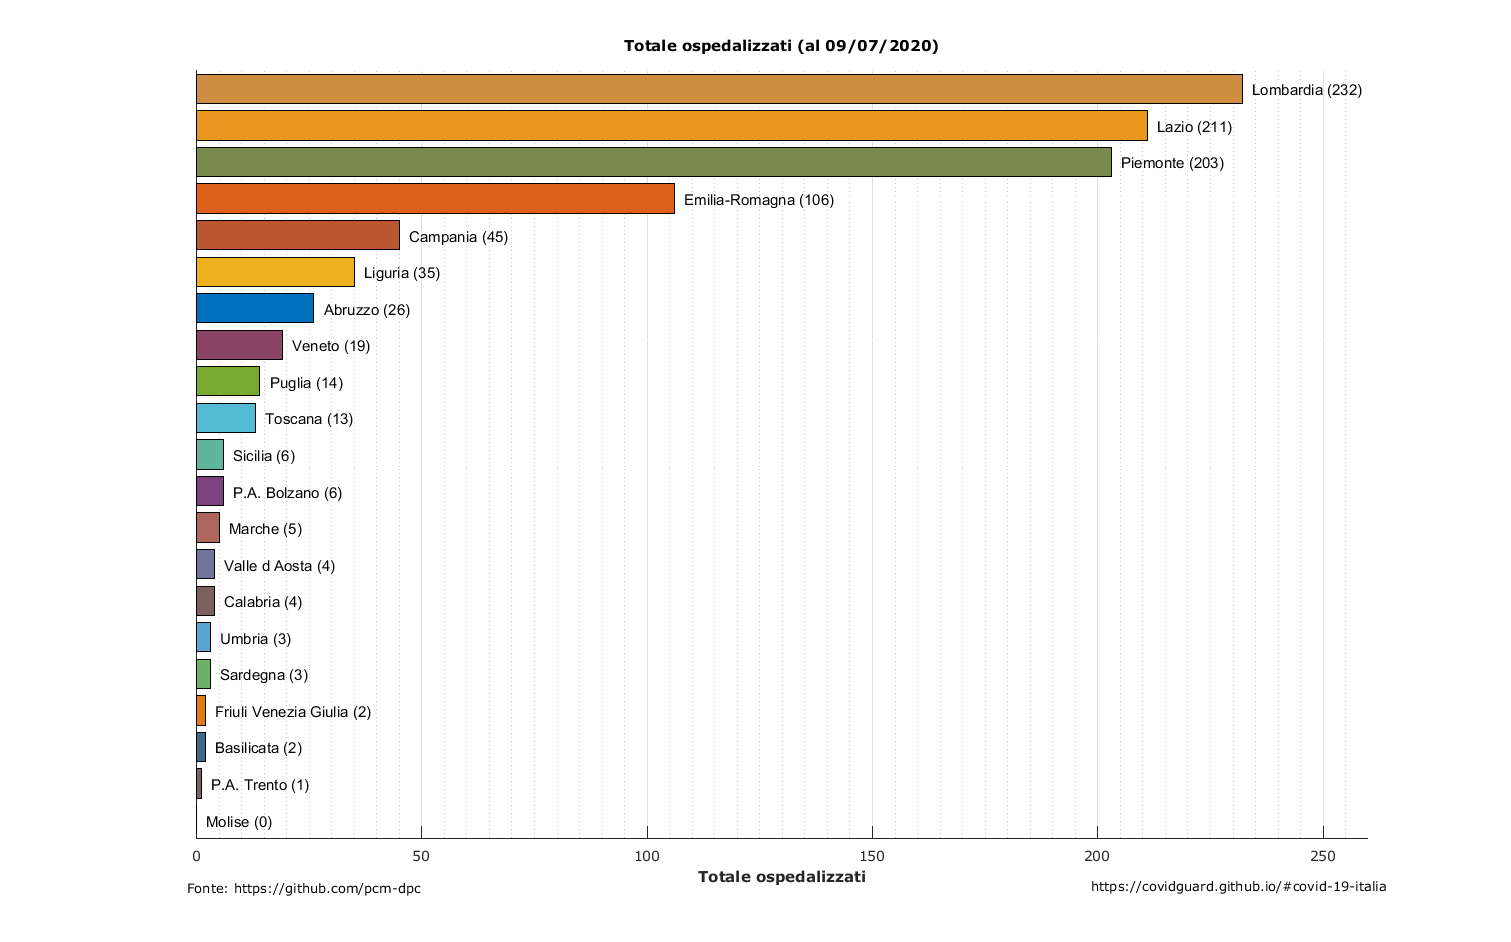 Totale ospedalizzati (al 09/07/2020)
Lombardia (232)
Lazio (211)
Piemonte (203)
Emilia-Romagna (106)
Campania (45)
Liguria (35)
Abruzzo (26)
Veneto (19)
Puglia (14)
Toscana (13)
Sicilia (6)
P.A. Bolzano (6)
Marche (5)
Valle d Aosta (4)
Calabria (4)
Umbria (3)
Sardegna (3)
Friuli Venezia Giulia (2)
Basilicata (2)
P.A. Trento (1)
Molise (0)
0 50 100 150 200 250
Totale ospedalizzati
Fonte: https://github.com/pcm-dpc
https://covidguard.github.io/#covid-19-italia